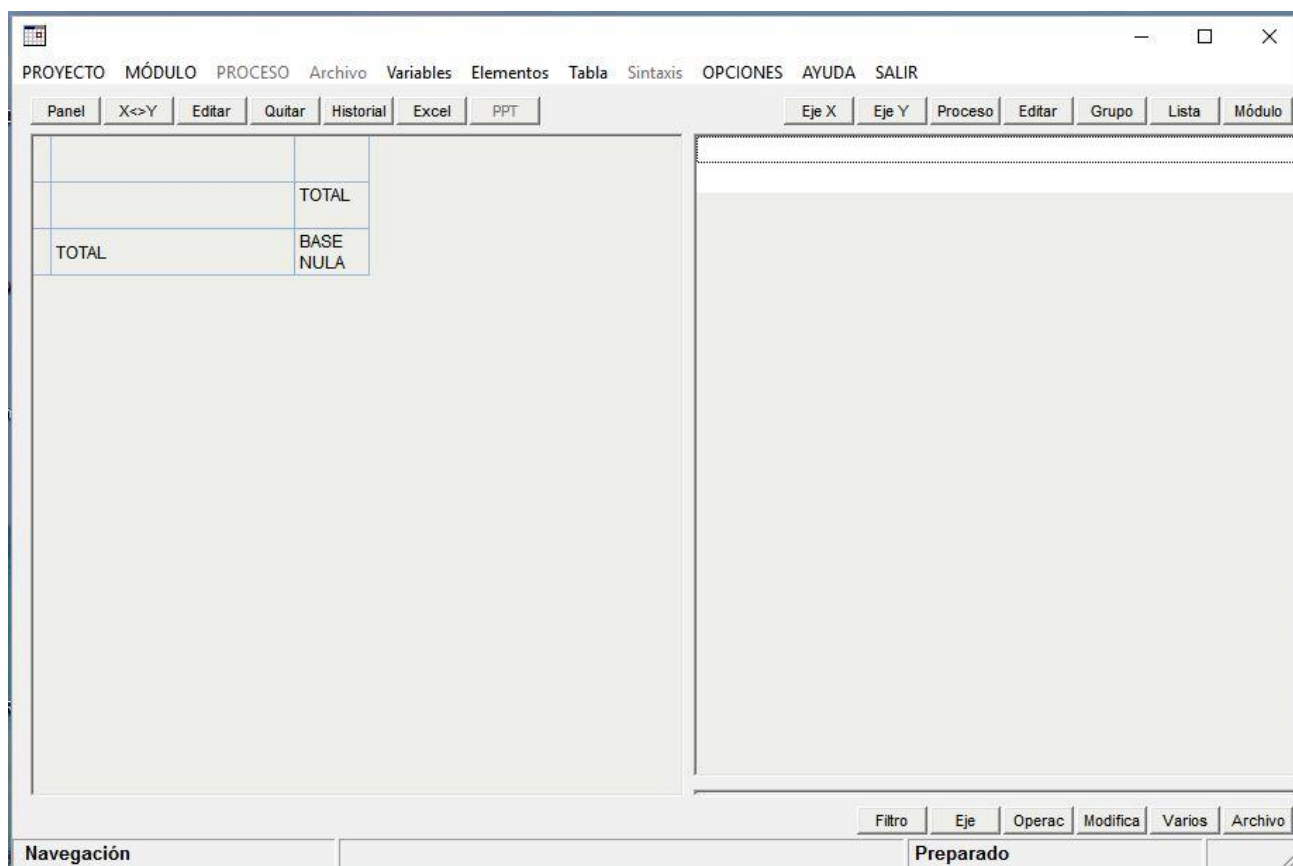 PROYECTO MÓDULO PROCESO Archivo Variables Elementos Tabla Sintaxis OPCIONES AYUDA SALIR
Panel X<>Y Editar Quitar Historial Excel PPT Eje X Eje Y Proceso Editar Grupo Lista Módulo
TOTAL
TOTAL BASE
NULA
Filtro Eje Operac Modifica Varios Archivo
Navegación Preparado